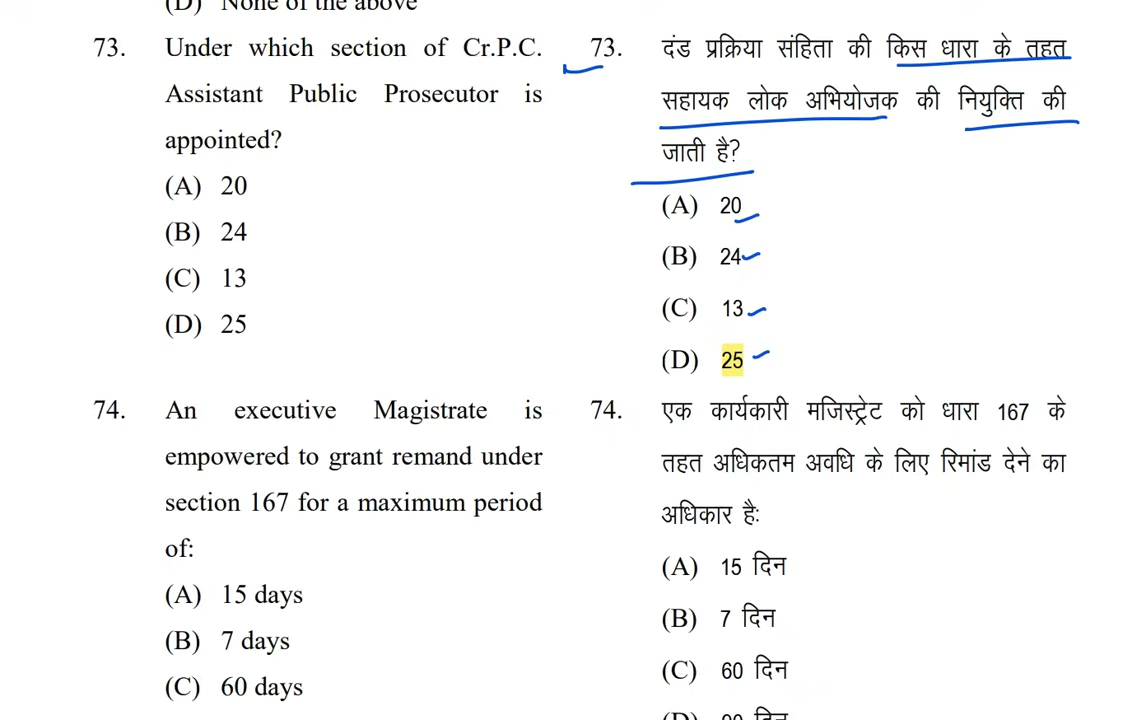 (D) None of the above
73. Under which section of Cr.P.C.
Assistant Public Prosecutor is
appointed?
(A) 20
(B) 24
(C) 13
(D) 25
74. An executive Magistrate is
empowered to grant remand under
section 167 for a maximum period
of:
(A) 15 days
(B) 7 days
(C) 60 days
73. दंड प्रक्रिया संहिता की किस धारा के तहत
सहायक लोक अभियोजक की नियुक्ति की
जाती है?
(A) 20
(B) 24
(C) 13
(D) 25
74. एक कार्यकारी मजिस्ट्रेट को धारा 167 के
तहत अधिकतम अवधि के लिए रिमांड देने का
अधिकार है:
(A) 15 दिन
(B) 7 दिन
(C) 60 दिन